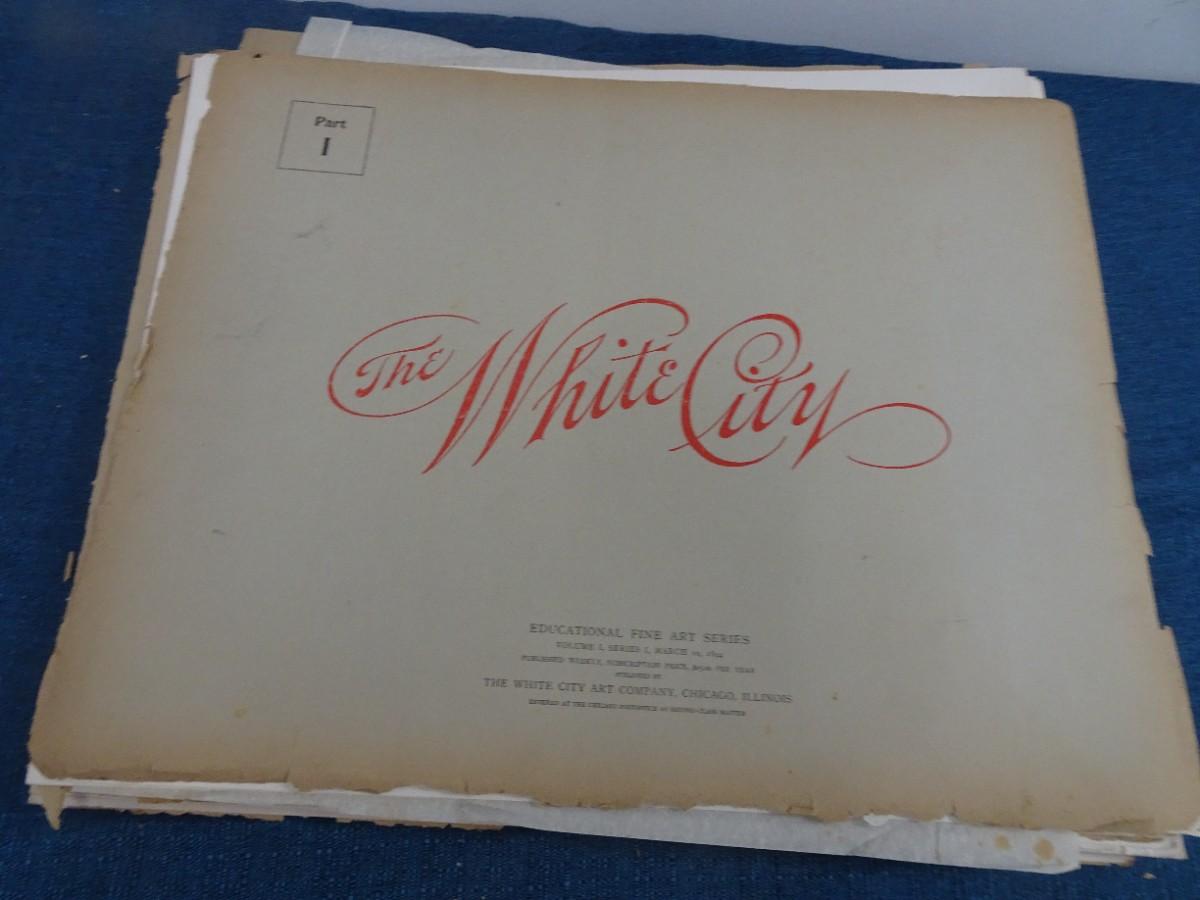 Part
I
The White City
EDUCATIONAL FINE ART SERIES
VOLUME I, SERIES I, MARCH
PUBLISHED WEEKLY, SUBSCRIPTION PRICE, PER YEAR
PUBLISHED BY
THE WHITE CITY ART COMPANY, CHICAGO, ILLINOIS
ENTERED AT THE CHICAGO POSTOFFICE AS SECOND-CLASS MATTER